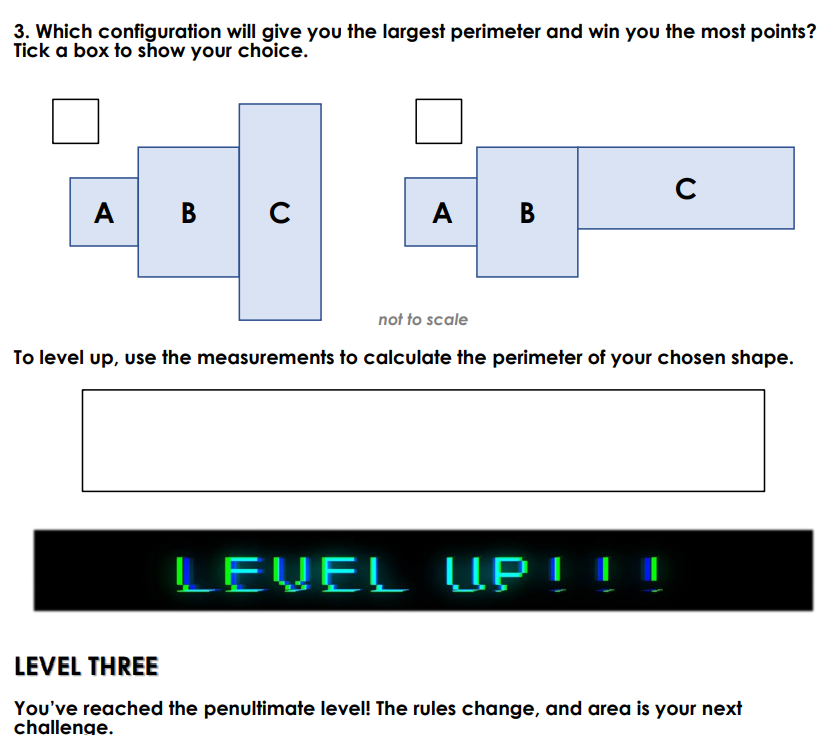 3. Which configuration will give you the largest perimeter and win you the most points?
Tick a box to show your choice.
A B C
A B C
not to scale
To level up, use the measurements to calculate the perimeter of your chosen shape.
LEVEL UP!!!
LEVEL THREE
You've reached the penultimate level! The rules change, and area is your next
challenge.